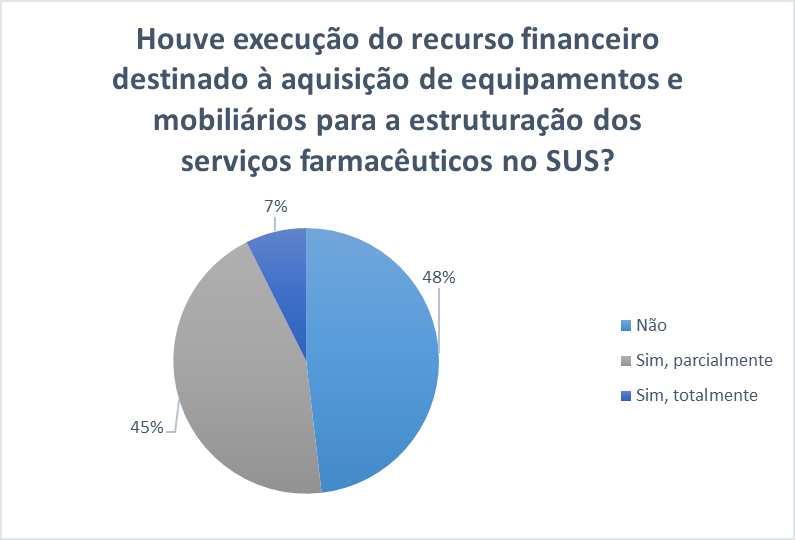 Houve execução do recurso financeiro
destinado à aquisição de equipamentos e
mobiliários para a estruturação dos
serviços farmacêuticos no SUS?
7%
48%
Não
Sim, parcialmente
Sim, totalmente
45%